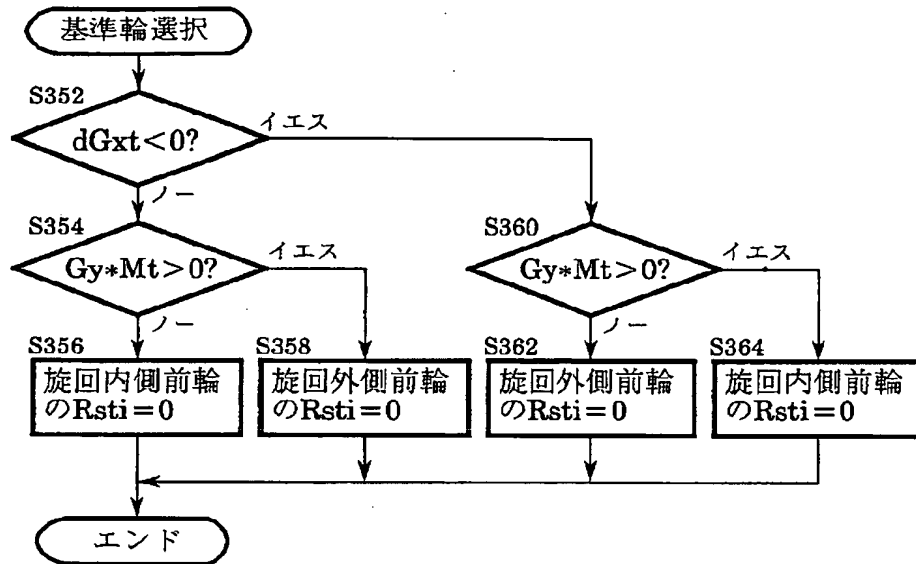 基準輪選択
S352
dGxt<0?
イエス
ノー
S354
Gy*Mt>0?
イエス
ノー
S360
Gy*Mt>0?
イエス
ノー
S356
旋回内側前輪
のRsti=0
S358
旋回外側前輪
のRsti=0
S362
旋回外側前輪
のRsti=0
S364
旋回内側前輪
のRsti=0
エンド